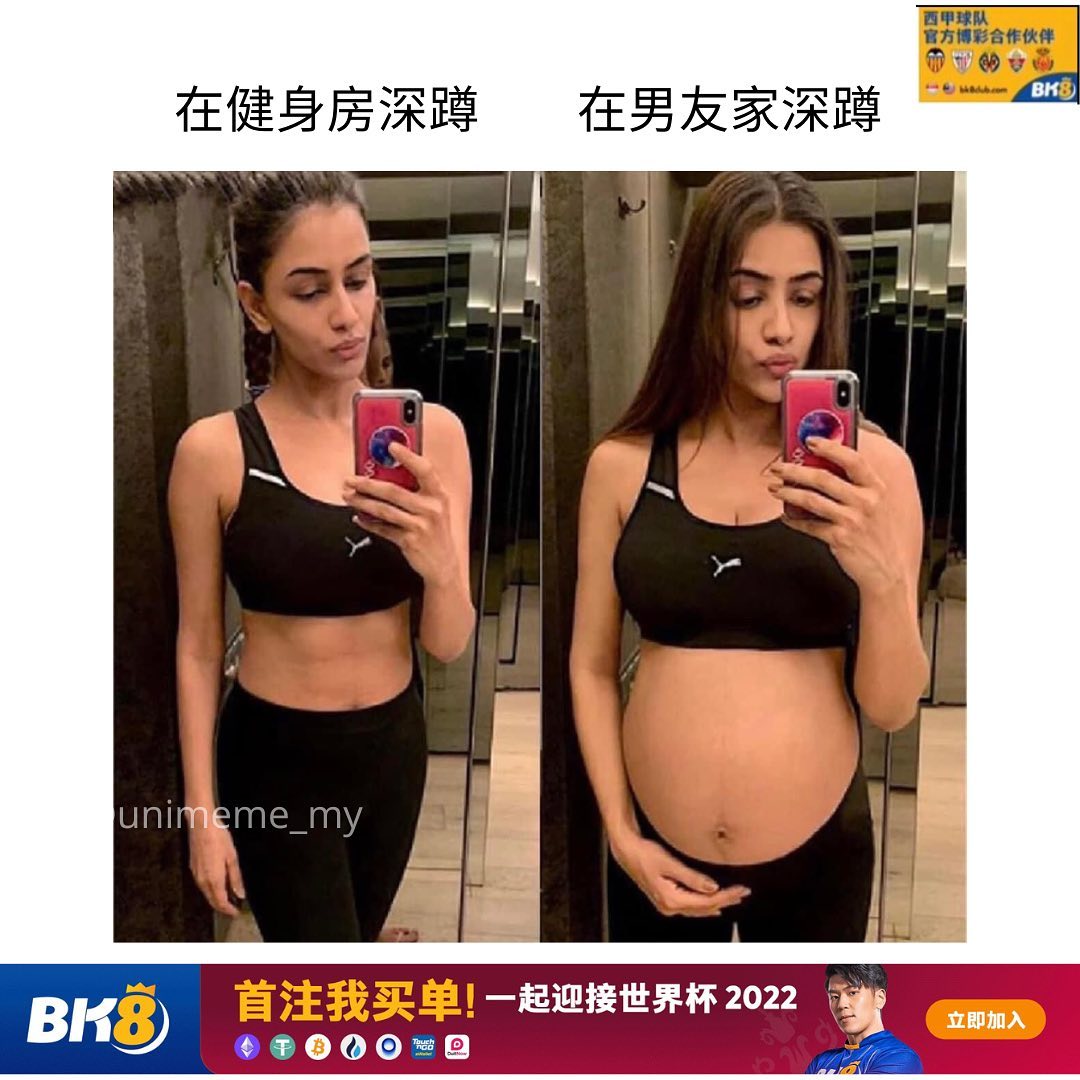 西甲球队
官方博彩合作伙伴
bk8club.com
BK8
在健身房深蹲
在男友家深蹲
unimeme_my
BK8
首注我买单!
一起迎接世界杯 2022
立即加入
Touch
'n GO
eWallet
DuitNow
BK8